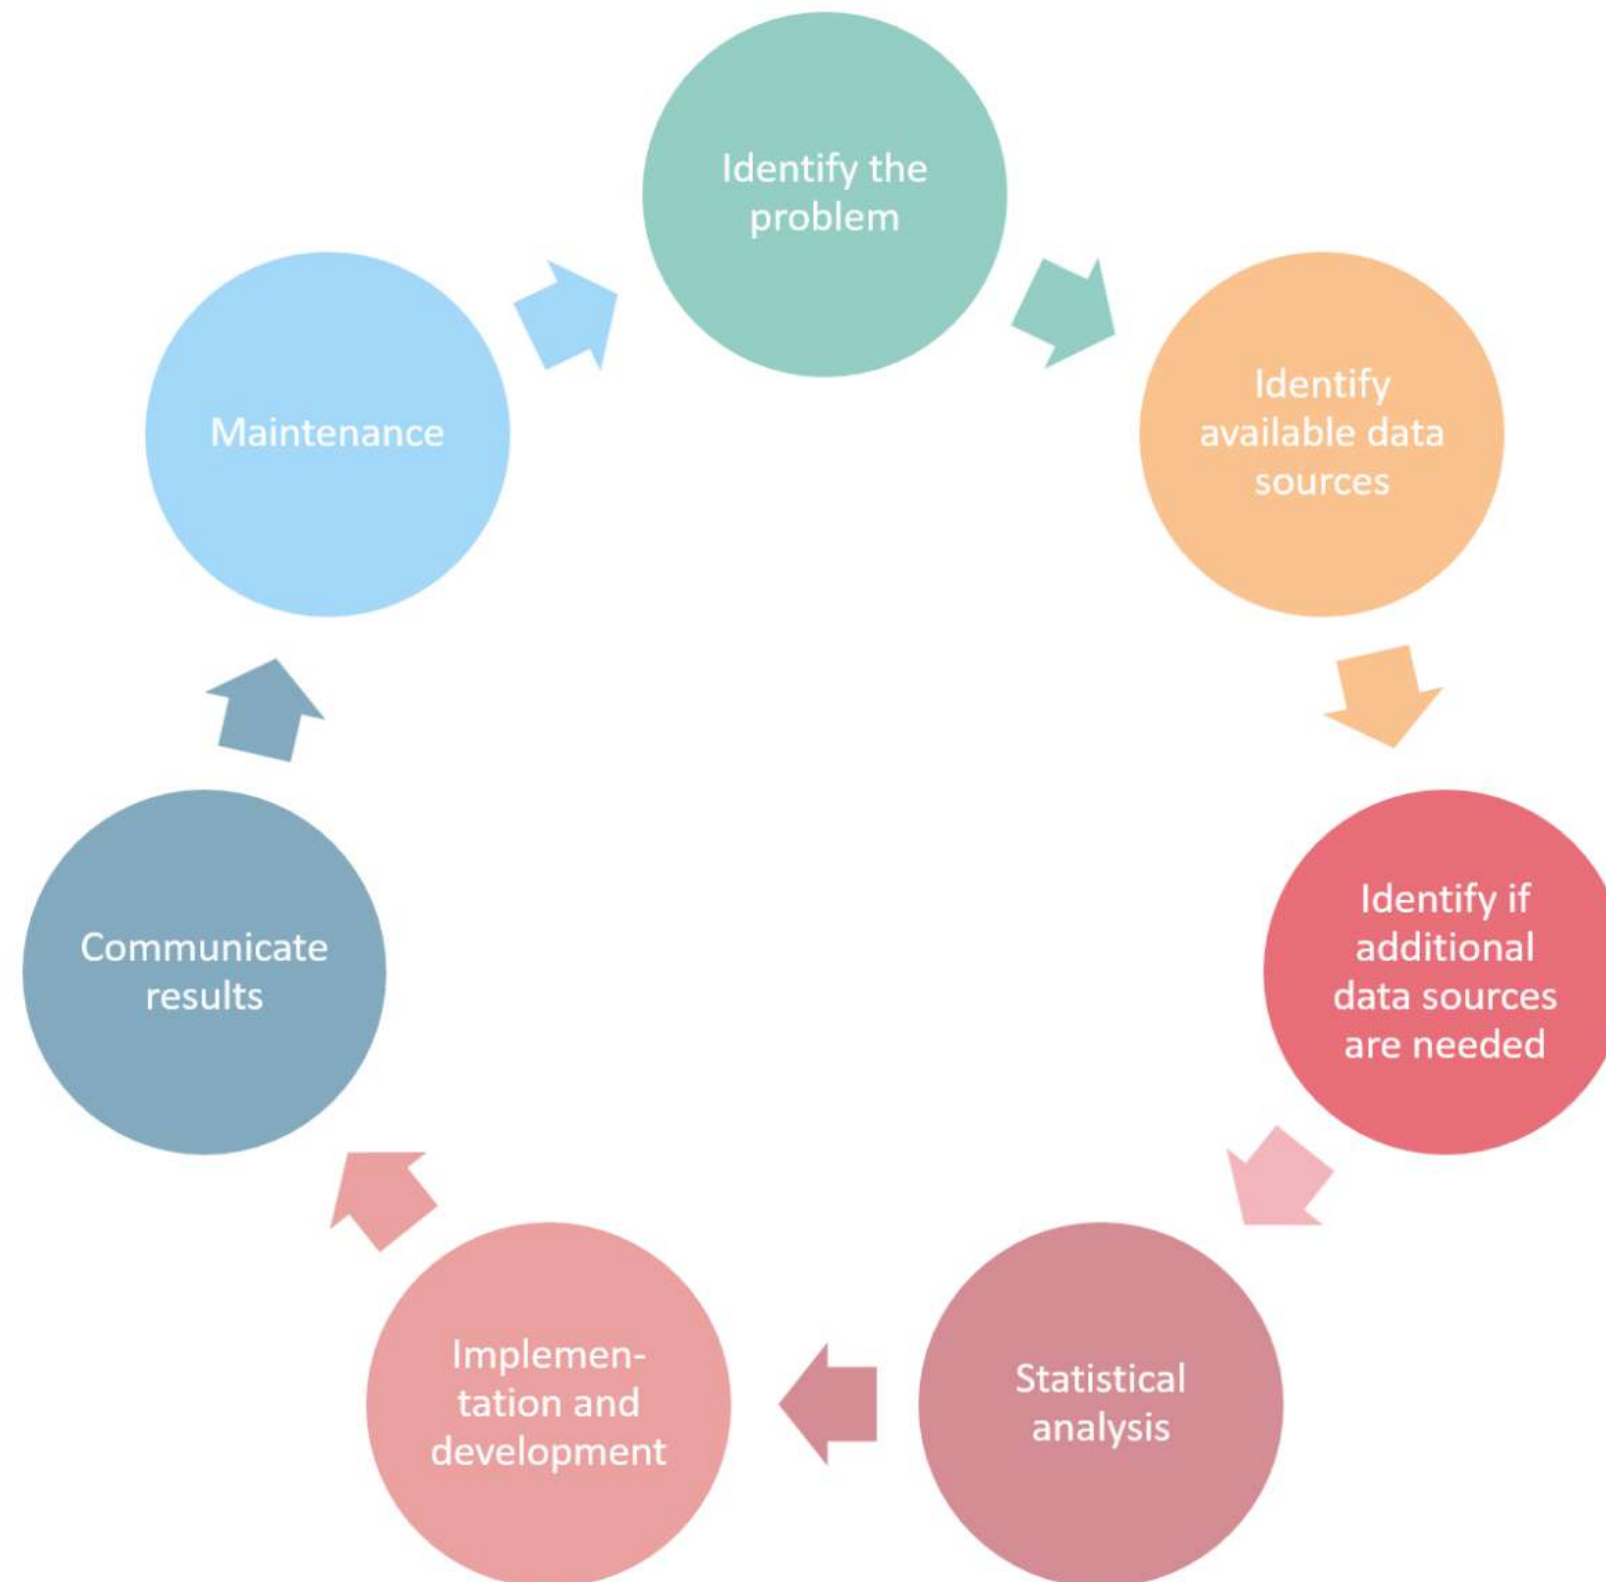 Identify the
problem
Identify
available data
sources
Identify if
additional
data sources
are needed
Statistical
analysis
Implemen-
tation and
development
Communicate
results
Maintenance